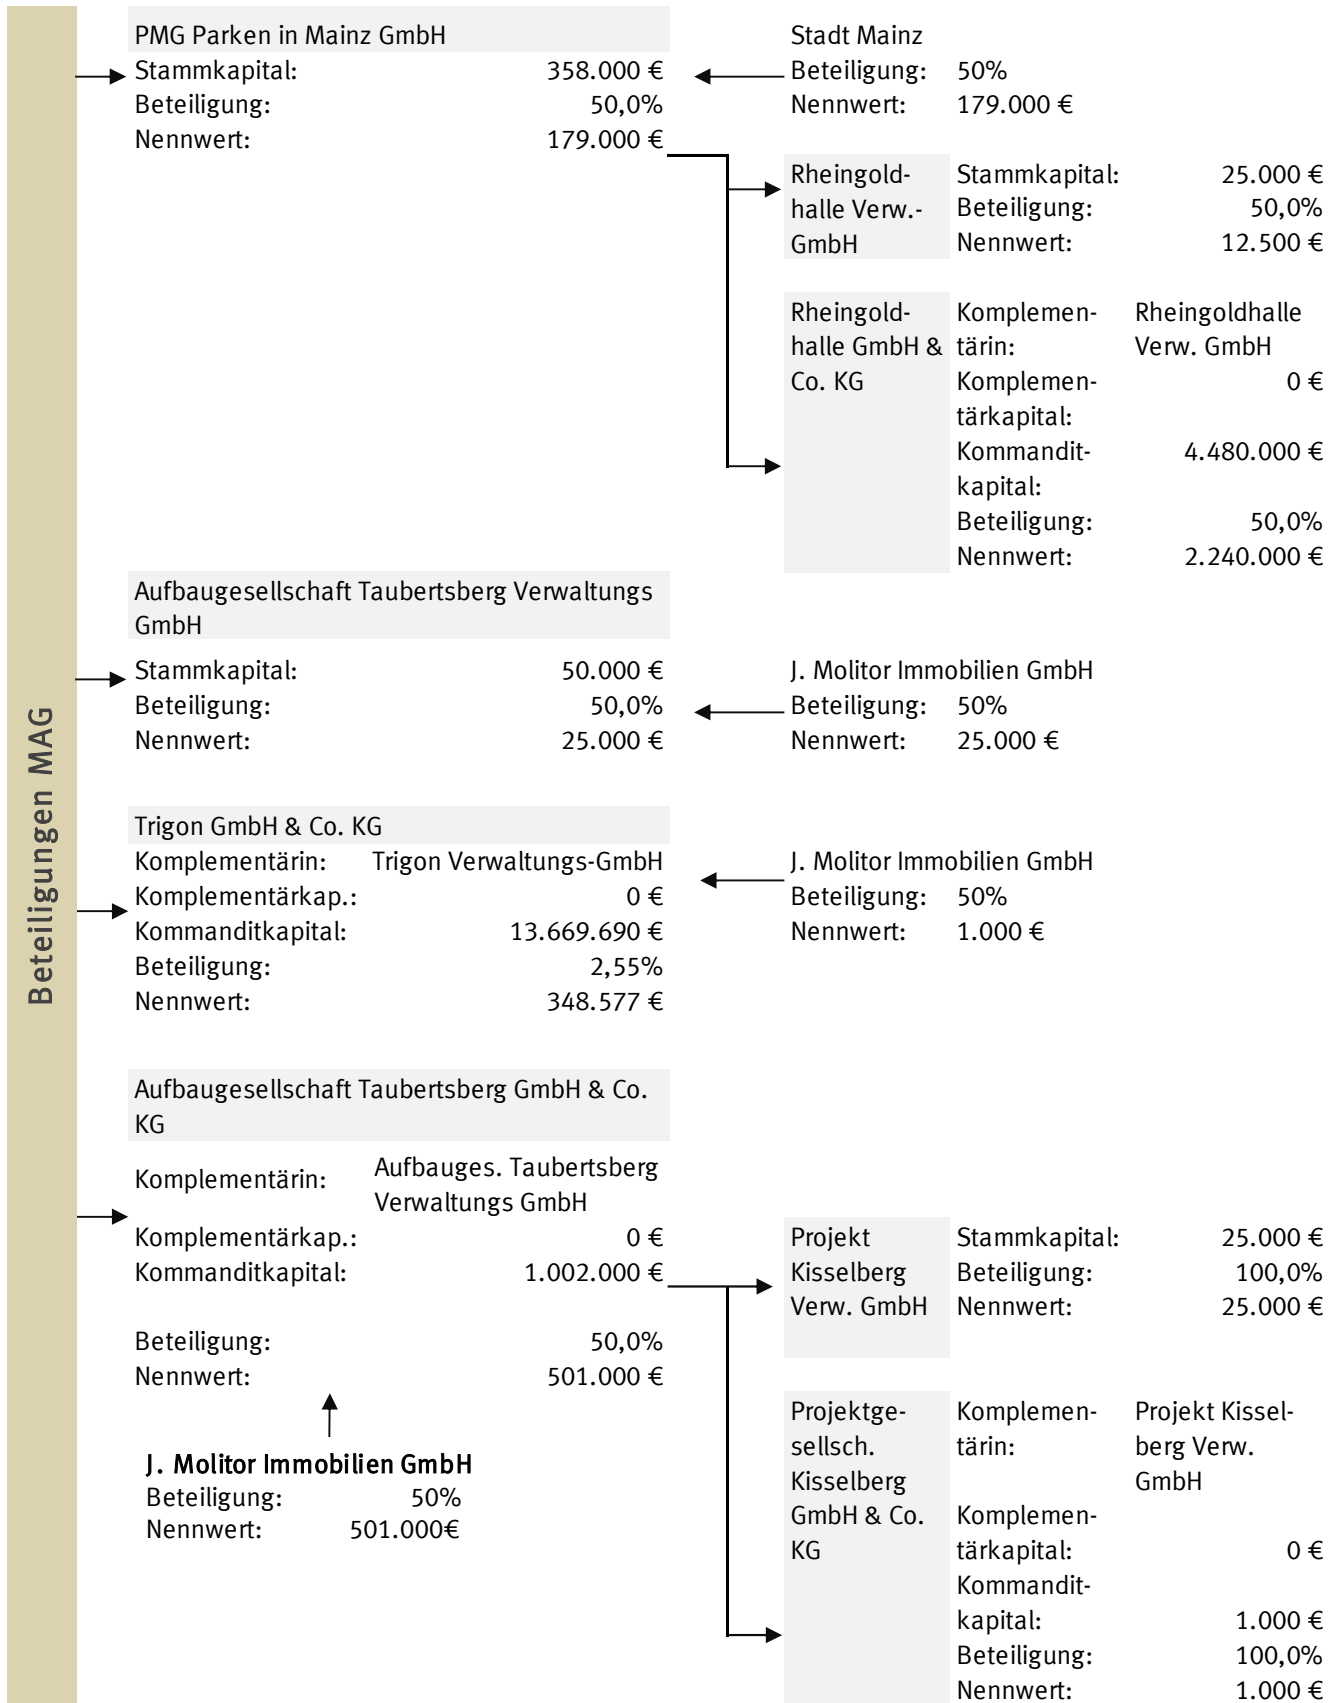 Beteiligungen MAG
PMG Parken in Mainz GmbH
Stammkapital: 358.000 €
Beteiligung: 50,0%
Nennwert: 179.000 €
Stadt Mainz
Beteiligung: 50%
Nennwert: 179.000 €
Rheingold-
halle Verw.-
GmbH
Stammkapital: 25.000 €
Beteiligung: 50,0%
Nennwert: 12.500 €
Rheingold-
halle GmbH &
Co. KG
Komplemen- Rheingoldhalle
tärin: Verw. GmbH
Komplemen- 0 €
tärkapital:
Kommandit- 4.480.000 €
kapital:
Beteiligung: 50,0%
Nennwert: 2.240.000 €
Aufbaugesellschaft Taubertsberg Verwaltungs
GmbH
Stammkapital: 50.000 €
Beteiligung: 50,0%
Nennwert: 25.000 €
J. Molitor Immobilien GmbH
Beteiligung: 50%
Nennwert: 25.000 €
Trigon GmbH & Co. KG
Komplementärin: Trigon Verwaltungs-GmbH
Komplementärkap.: 0 €
Kommanditkapital: 13.669.690 €
Beteiligung: 2,55%
Nennwert: 348.577 €
J. Molitor Immobilien GmbH
Beteiligung: 50%
Nennwert: 1.000 €
Aufbaugesellschaft Taubertsberg GmbH & Co.
KG
Komplementärin: Aufbauges. Taubertsberg
Verwaltungs GmbH
Komplementärkap.: 0 €
Kommanditkapital: 1.002.000 €
Beteiligung: 50,0%
Nennwert: 501.000 €
J. Molitor Immobilien GmbH
Beteiligung: 50%
Nennwert: 501.000€
Projekt
Kisselberg
Verw. GmbH
Stammkapital: 25.000 €
Beteiligung: 100,0%
Nennwert: 25.000 €
Projektge-
sellsch.
Kisselberg
GmbH & Co.
KG
Komplemen- Projekt Kissel-
tärin: berg Verw.
GmbH
Komplemen-
tärkapital: 0 €
Kommandit-
kapital: 1.000 €
Beteiligung: 100,0%
Nennwert: 1.000 €